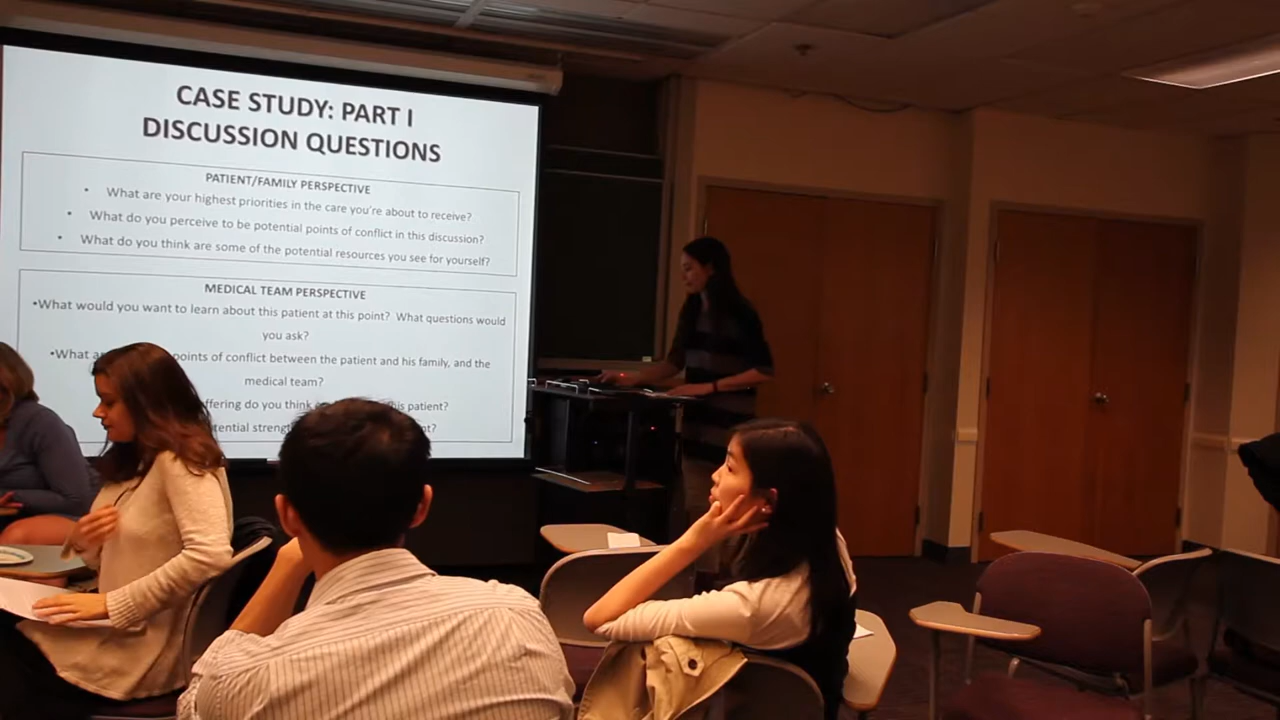 CASE STUDY: PART I
DISCUSSION QUESTIONS
PATIENT/FAMILY PERSPECTIVE
• What are your highest priorities in the care you're about to receive?
• What do you perceive to be potential points of conflict in this discussion?
• What do you think are some of the potential resources you see for yourself?
MEDICAL TEAM PERSPECTIVE
•What would you want to learn about this patient at this point? What questions would
you ask?
•What points of conflict between the patient and his family, and the
medical team?
do you think this patient?